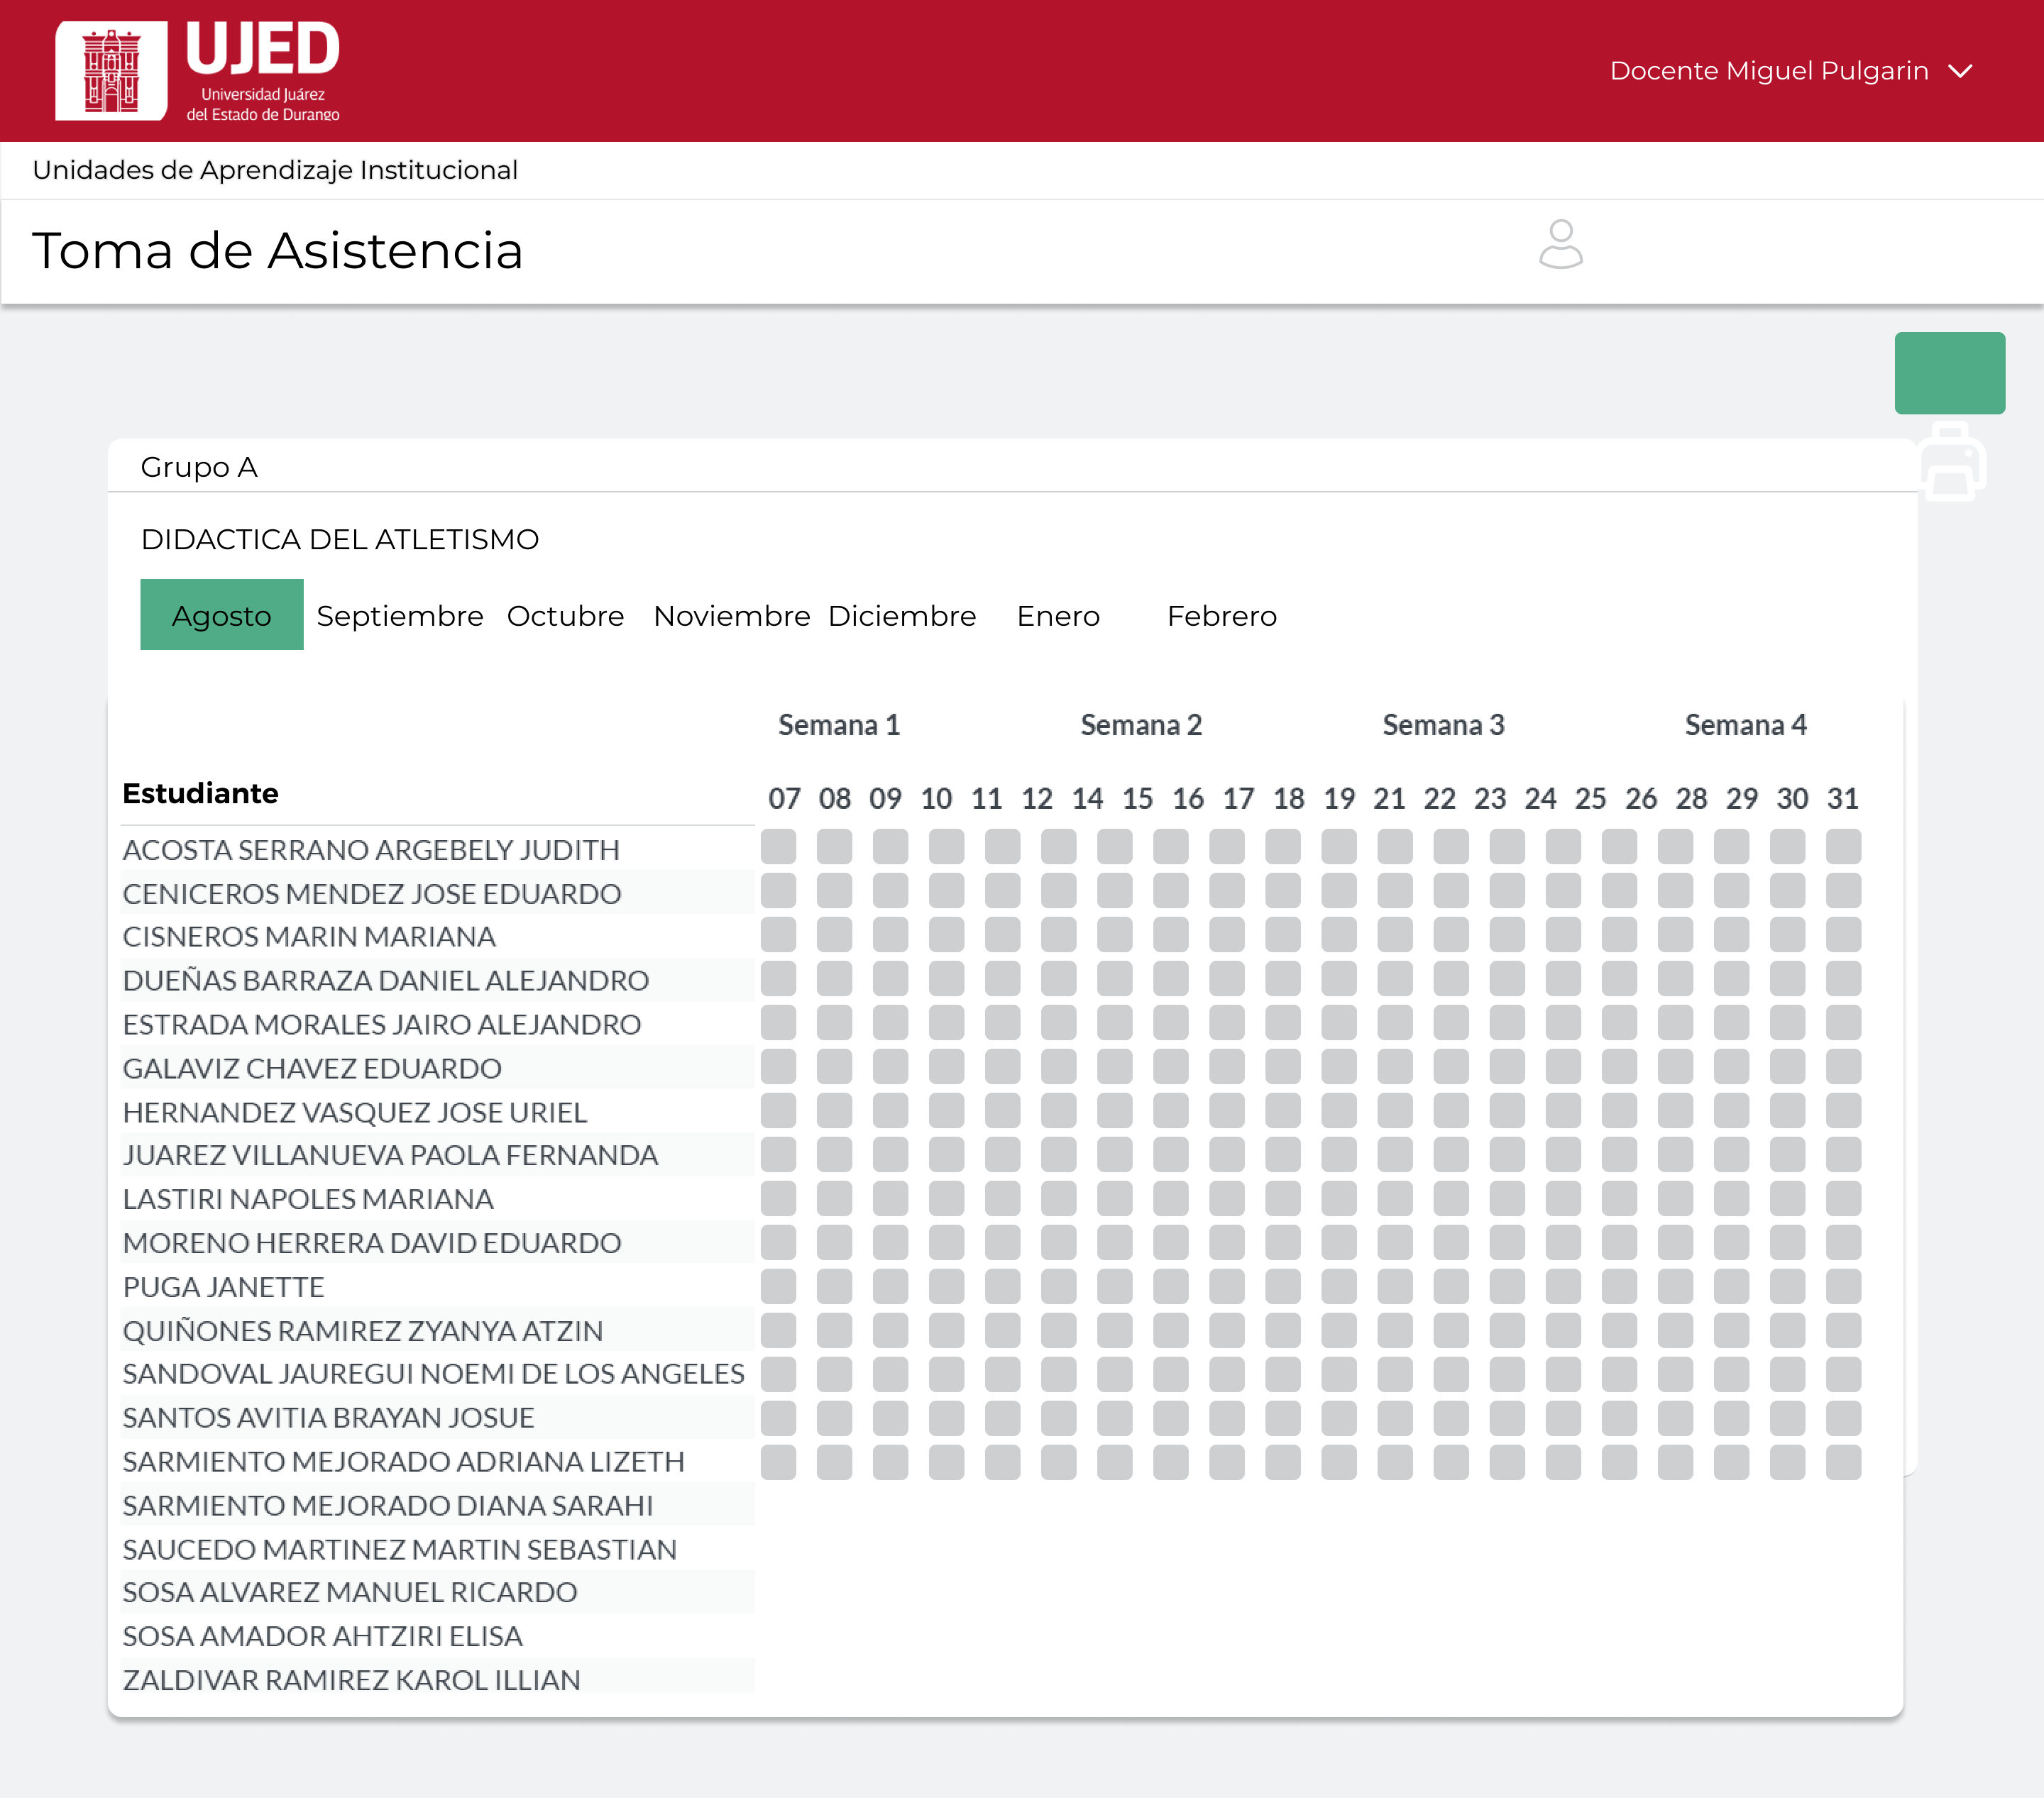 UJED
Universidad Juárez
del Estado de Durango
Docente Miguel Pulgarin
Unidades de Aprendizaje Institucional
Toma de Asistencia
Grupo A
DIDACTICA DEL ATLETISMO
Agosto Septiembre Octubre Noviembre Diciembre Enero Febrero
Semana 1 Semana 2 Semana 3 Semana 4
Estudiante 07 08 09 10 11 12 14 15 16 17 18 19 21 22 23 24 25 26 28 29 30 31
ACOSTA SERRANO ARGEBELY JUDITH
CENICEROS MENDEZ JOSE EDUARDO
CISNEROS MARIN MARIANA
DUEÑAS BARRAZA DANIEL ALEJANDRO
ESTRADA MORALES JAIRO ALEJANDRO
GALAVIZ CHAVEZ EDUARDO
HERNANDEZ VASQUEZ JOSE URIEL
JUAREZ VILLANUEVA PAOLA FERNANDA
LASTIRI NAPOLES MARIANA
MORENO HERRERA DAVID EDUARDO
PUGA JANETTE
QUIÑONES RAMIREZ ZYANYA ATZIN
SANDOVAL JAUREGUI NOEMI DE LOS ANGELES
SANTOS AVITIA BRAYAN JOSUE
SARMIENTO MEJORADO ADRIANA LIZETH
SARMIENTO MEJORADO DIANA SARAHI
SAUCEDO MARTINEZ MARTIN SEBASTIAN
SOSA ALVAREZ MANUEL RICARDO
SOSA AMADOR AHTZIRI ELISA
ZALDIVAR RAMIREZ KAROL ILLIAN